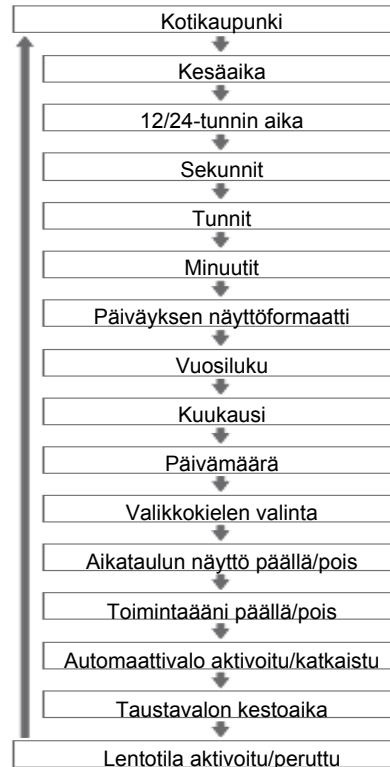 Kotikaupunki
Kesäaika
12/24-tunnin aika
Sekunnit
Tunnit
Minuutit
Päiväyksen näyttöformaatti
Vuosiluku
Kuukausi
Päivämäärä
Valikkokielen valinta
Aikataulun näyttö päällä/pois
Toimintaääni päällä/pois
Automaattivalo aktivoitu/katkaistu
Taustavalon kestoaika
Lentotila aktivoitu/peruttu